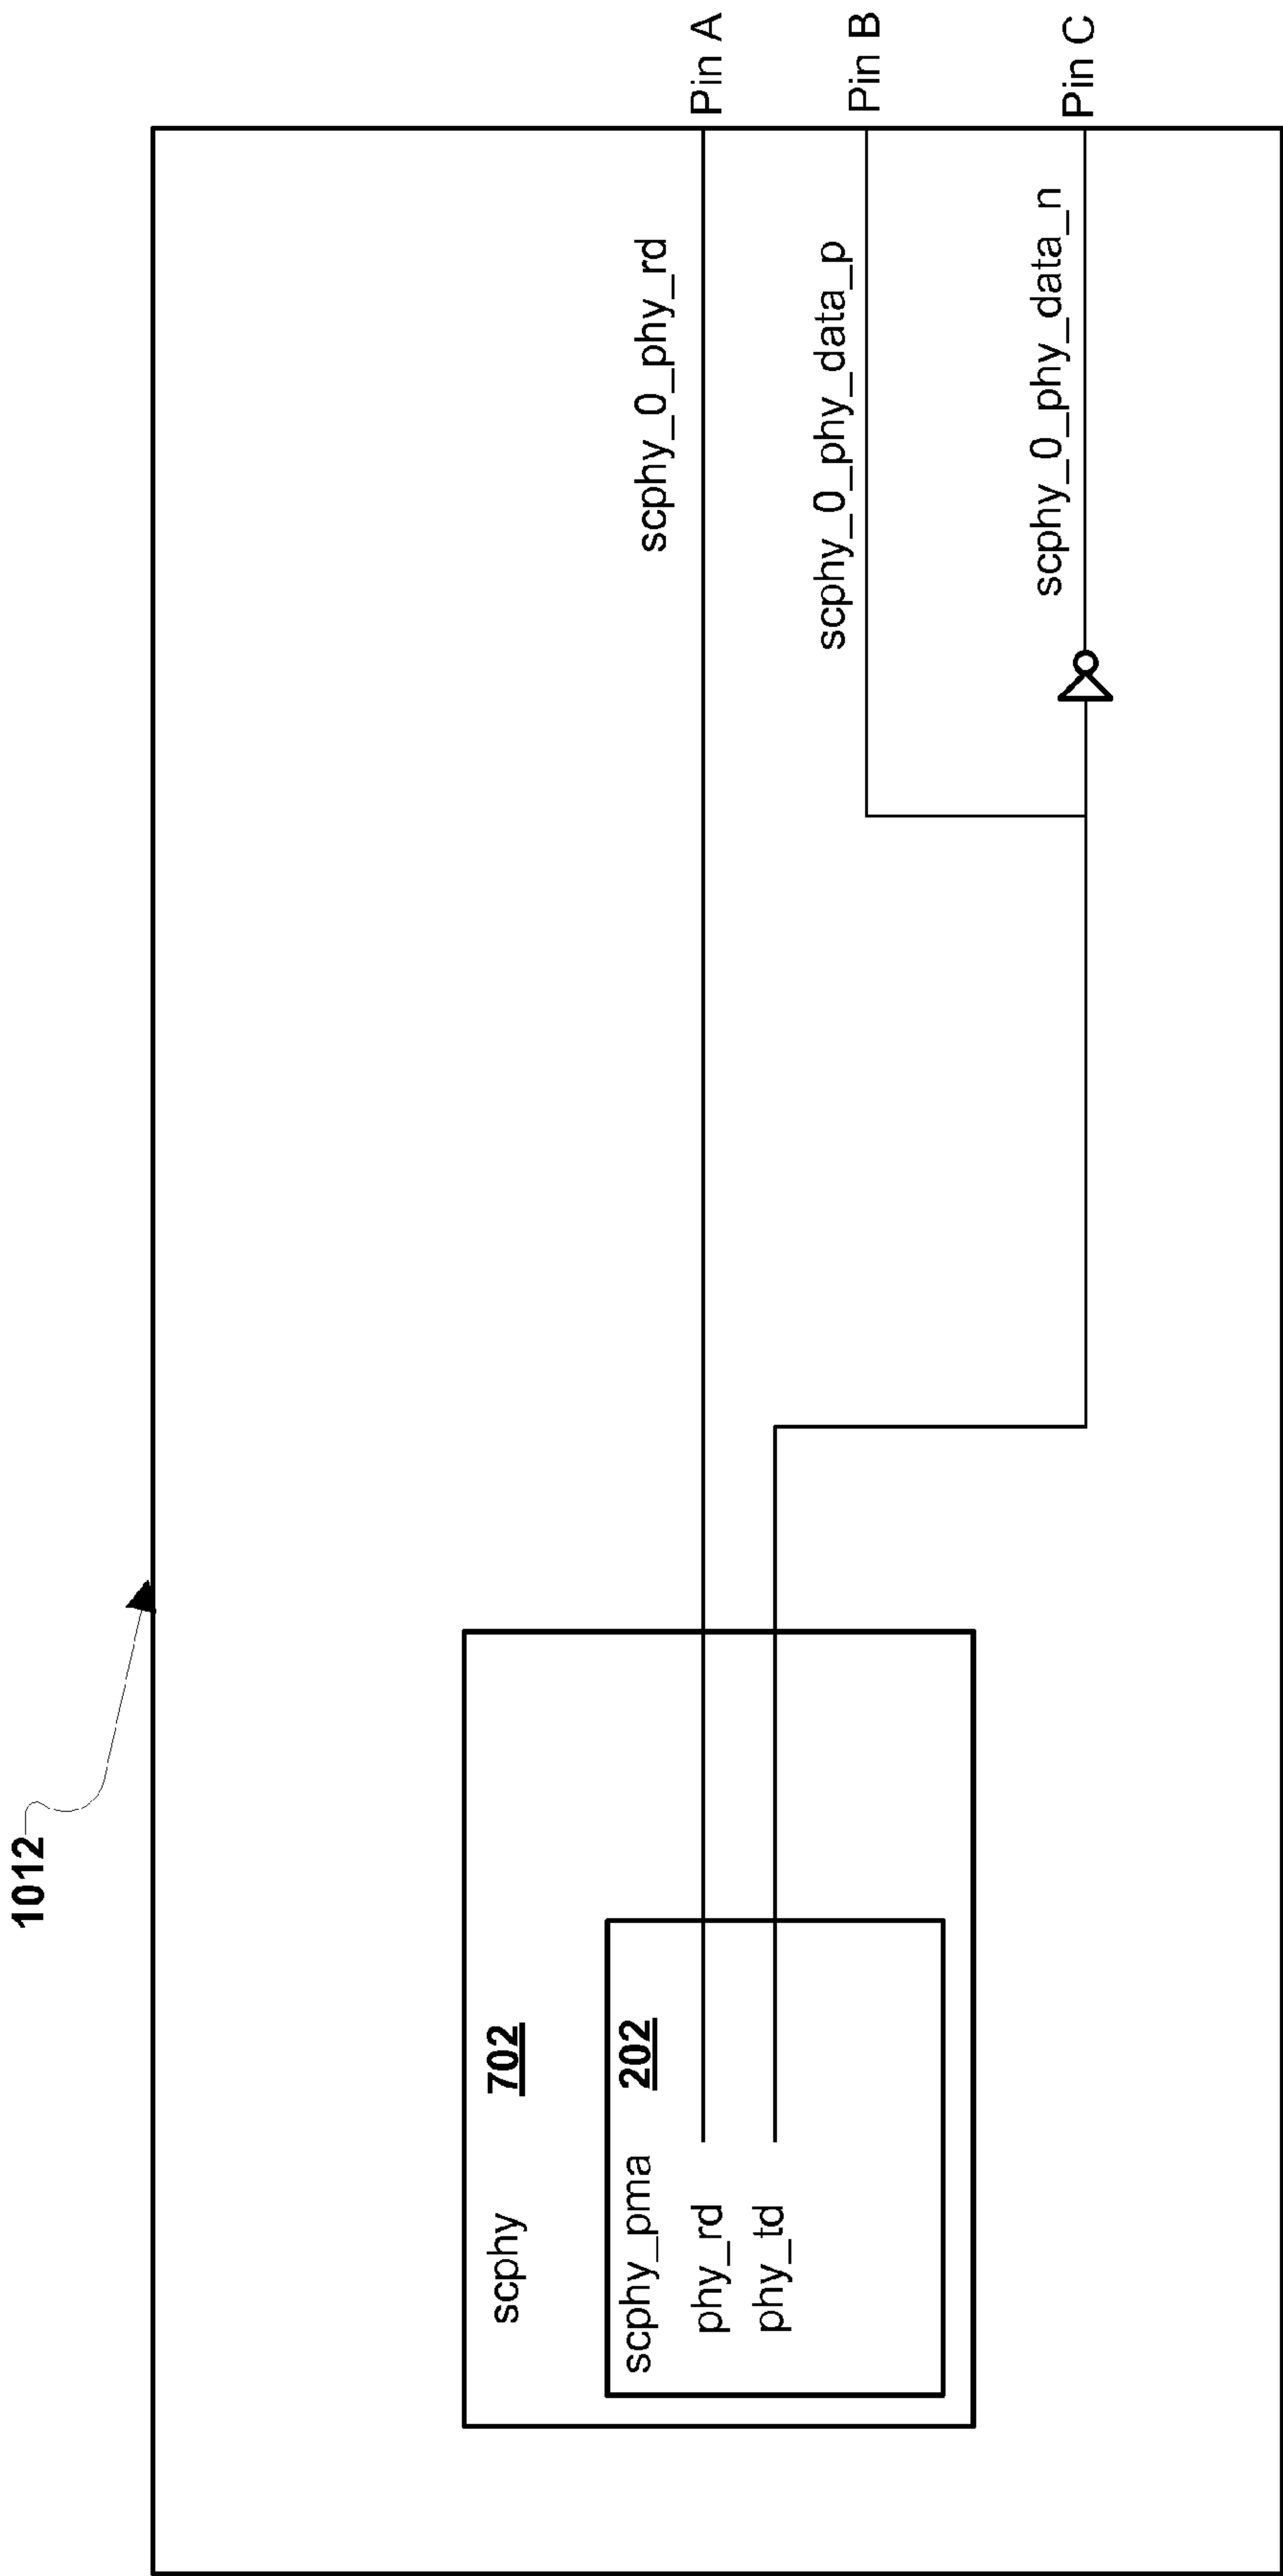 1012
scphy 702
scphy_pma 202
phy_rd
phy_td
scphy_0_phy_rd
Pin A
scphy_0_phy_data_p
Pin B
scphy_0_phy_data_n
Pin C